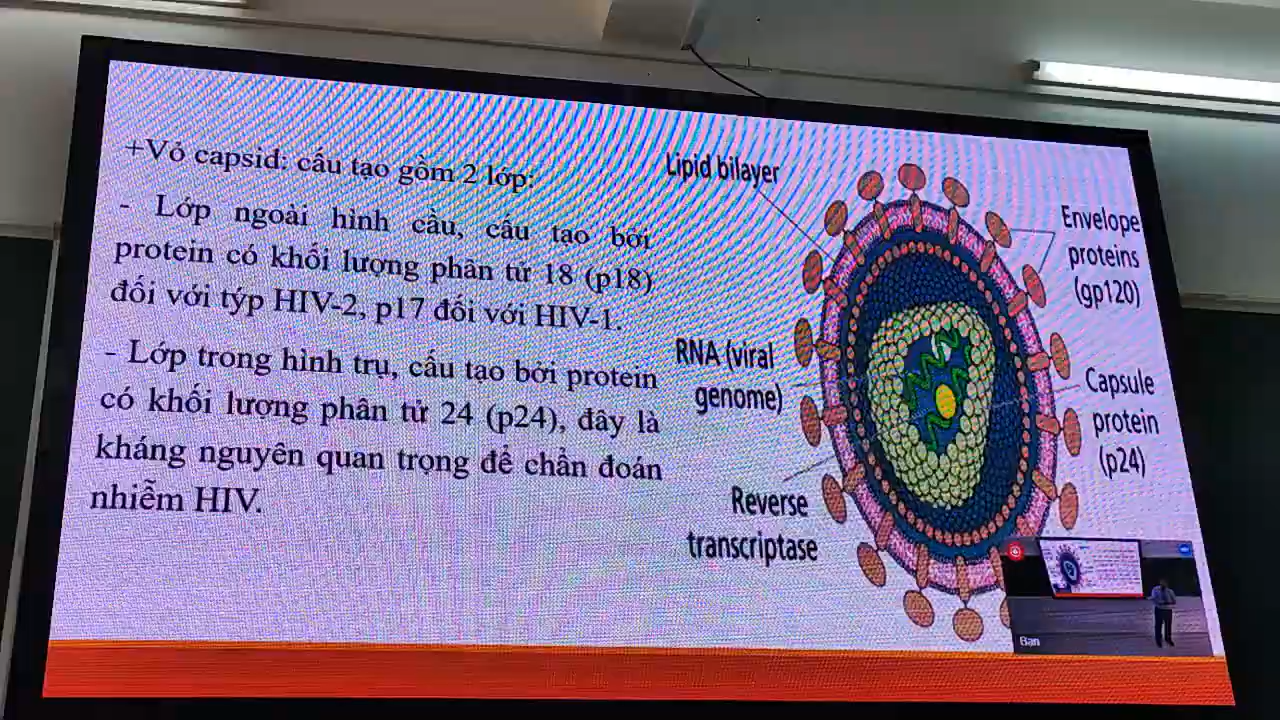 +Vỏ capsid: cấu tạo gồm 2 lớp:
- Lớp ngoài hình cầu, cấu tạo bởi
protein có khối lượng phân tử 18 (p18)
đối với týp HIV-2, p17 đối với HIV-1.
- Lớp trong hình trụ, cấu tạo bởi protein
có khối lượng phân tử 24 (p24), đây là
kháng nguyên quan trọng để chẩn đoán
nhiễm HIV.
Lipid bilayer
Envelope
proteins
(gp120)
RNA (viral
genome)
Capsule
protein
(p24)
Reverse
transcriptase
Ban